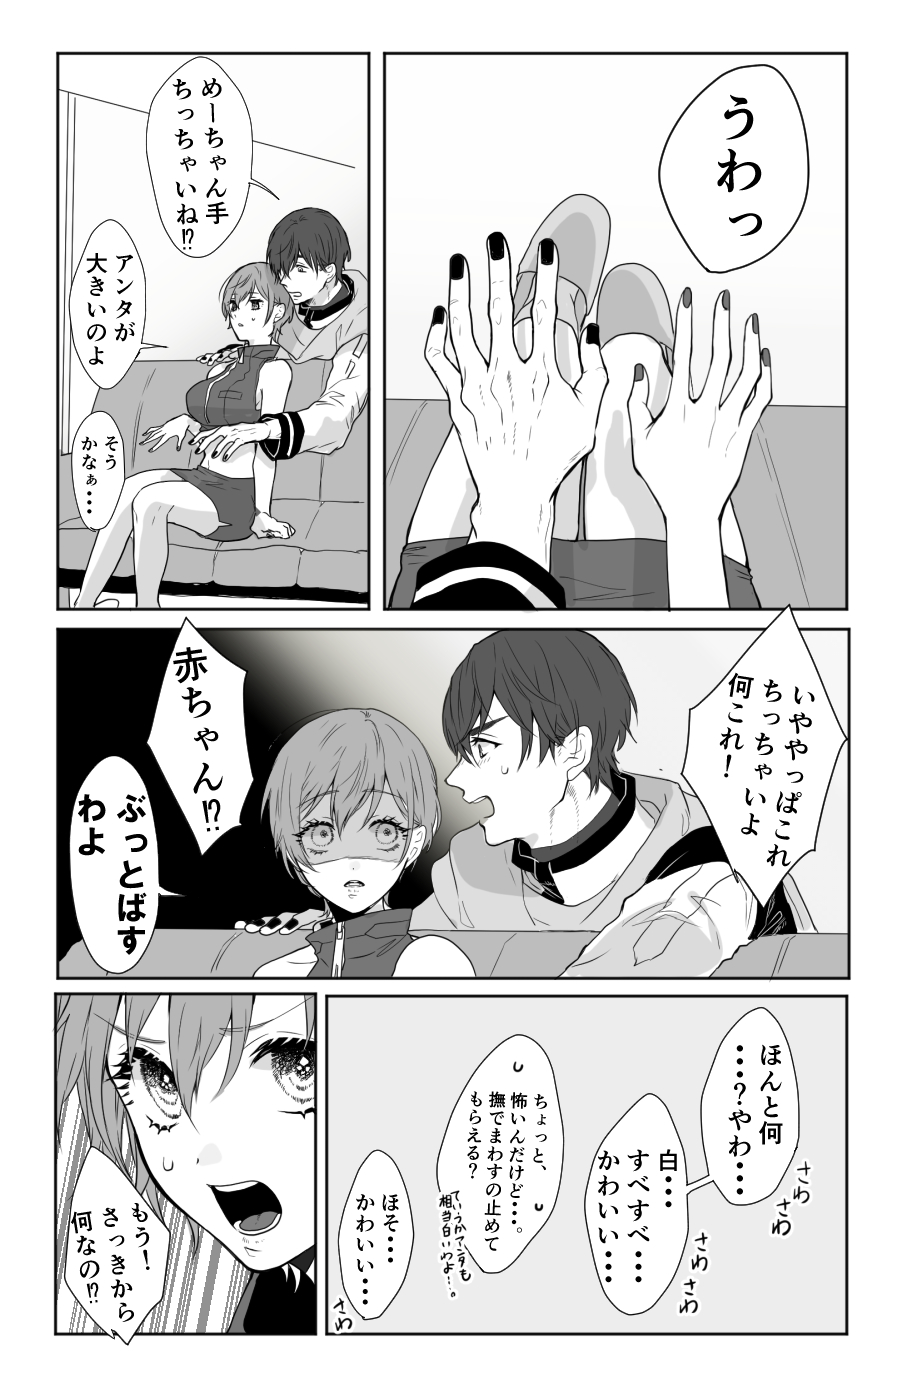 うわっ
めーちゃん手
ちっちゃいね⁉
アンタが
大きいのよ
そう
かなぁ・・・
いややっぱこれ
ちっちゃいよ
何これ！
赤ちゃん⁉
ぶっとばす
わよ
ほんと何
・・・？やわ・・・
さわ
さわ
白・・・
すべすべ・・・
かわいい・・・
さわ
さわ
ちょっと、
怖いんだけど・・・。
撫でまわすの止めて
もらえる？
ていうかアンタも
相当白いわよ…。
ほそ・・・
かわいい・・・
さわ
もう！
さっきから
何なの⁉